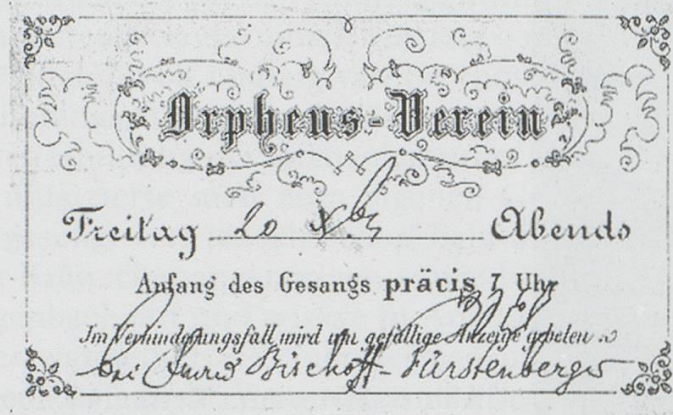 Orpheus-Verein
Freitag 20 Abends
Anfang des Gesangs präcis 7 Uhr
Im Verhinderungsfall wird um gefällige Anzeige gebeten
bei Bischoff-Fürstenberger